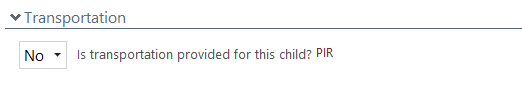 Transportation
No Is transportation provided for this child? PIR